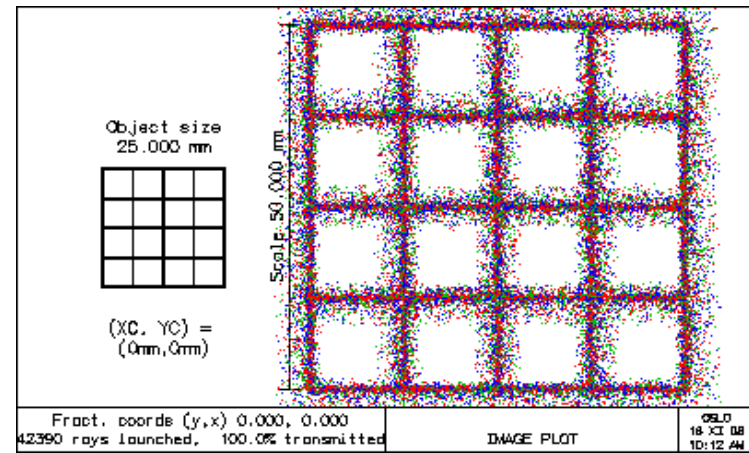 Object size
25.000 mm
Scale 50.000 mm
(XC, YC) =
(0mm,0mm)
Fract. coords (y,x) 0.000, 0.000
42390 rays launched, 100.0% transmitted
IMAGE PLOT
OSLO
16 XI 08
10:12 AM